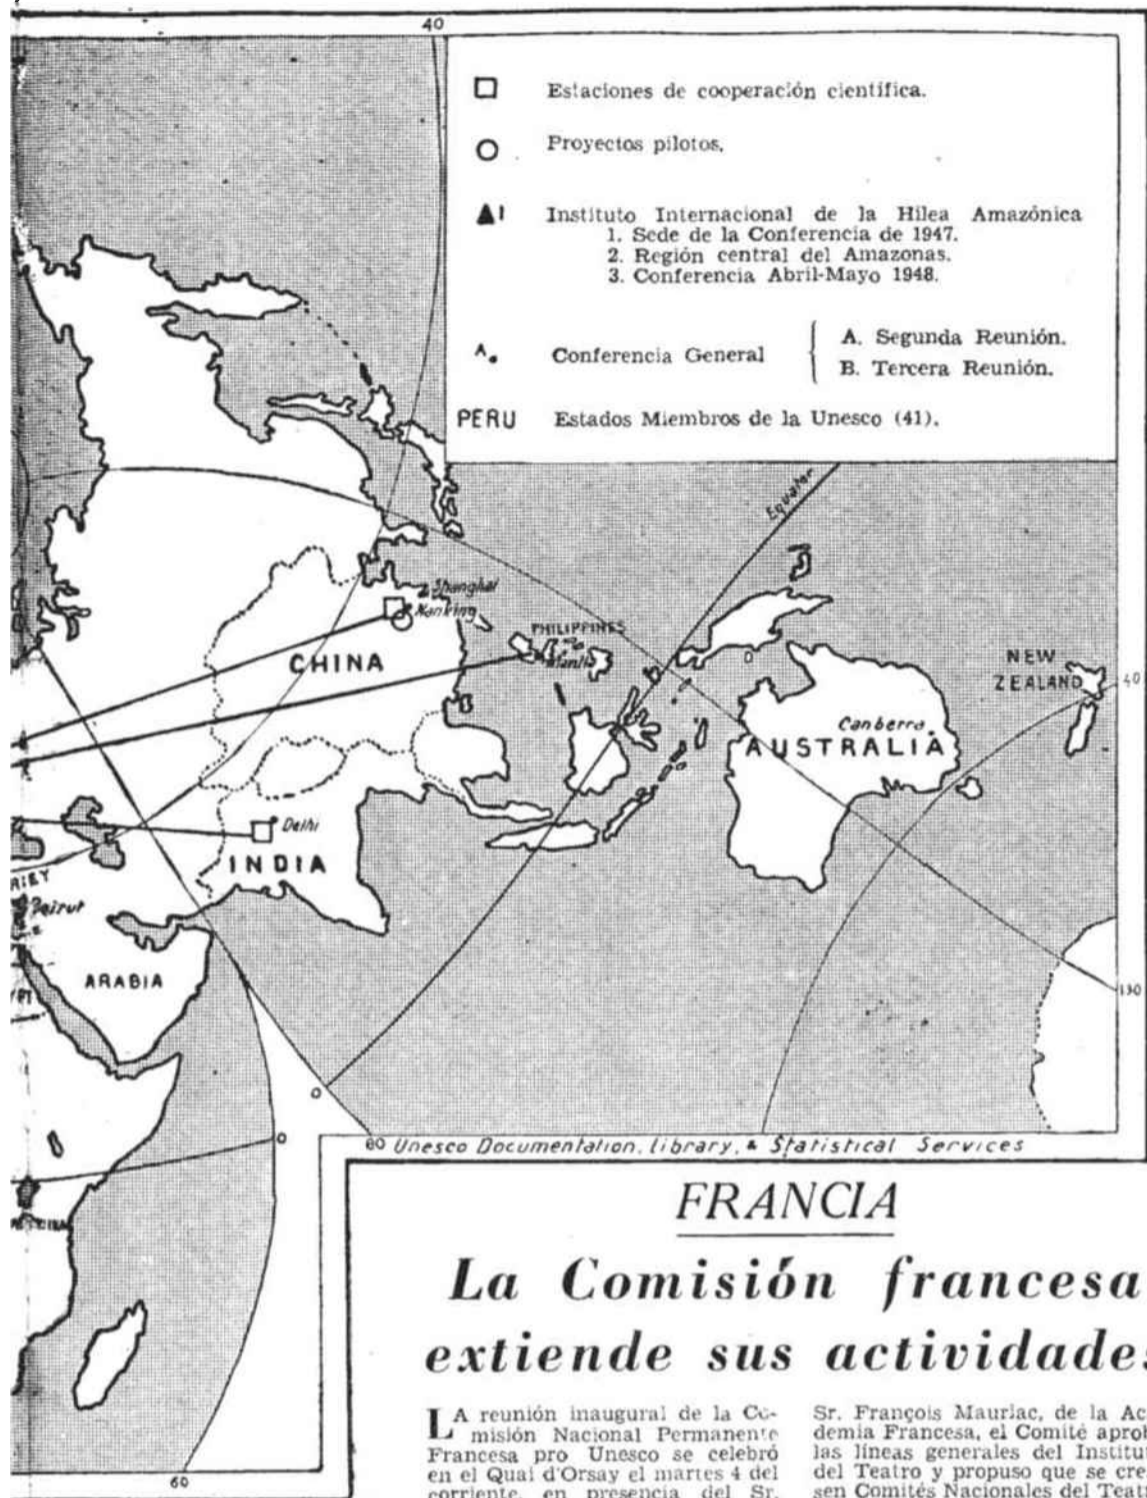 40
Estaciones de cooperación científica.
Proyectos pilotos.
1 Instituto Internacional de la Hilea Amazónica
1. Sede de la Conferencia de 1947.
2. Región central del Amazonas.
3. Conferencia Abril-Mayo 1948.
A. Conferencia General
A. Segunda Reunión.
B. Tercera Reunión.
PERU Estados Miembros de la Unesco (41).
Equator
Shanghai
Nanking
PHILIPPINES
Manila
CHINA
NEW
ZEALAND
40
0
Canberra
AUSTRALIA
Delhi
INDIA
Beirut
ARABIA
130
0
0
80 Unesco Documentation, library, & Statistical Services
60
FRANCIA
La Comisión francesa
extiende sus actividades
LA reunión inaugural de la Co-
misión Nacional Permanente
Francesa pro Unesco se celebró
en el Quai d'Orsay el martes 4 del
corriente, en presencia del Sr.
Sr. François Mauriac, de la Ac
demia Francesa, el Comité aprob
las líneas generales del Institut
del Teatro y propuso que se cre
sen Comités Nacionales del Teat